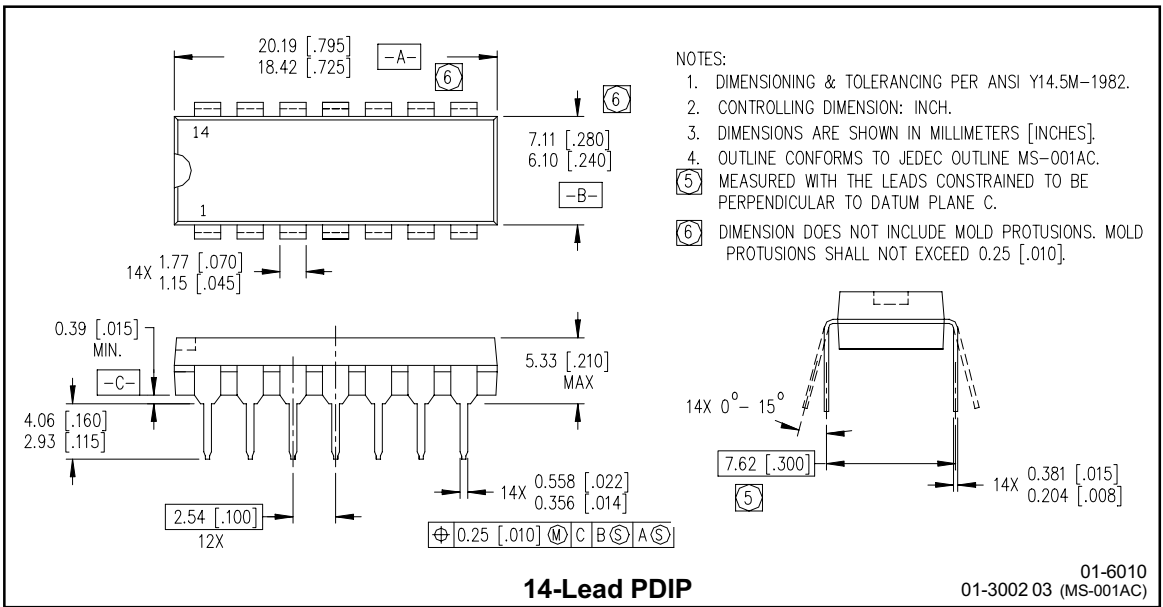 20.19 [.795]
18.42 [.725]
-A-
6
6
14
1
7.11 [.280]
6.10 [.240]
-B-
14X 1.77 [.070]
1.15 [.045]
NOTES:
1. DIMENSIONING & TOLERANCING PER ANSI Y14.5M-1982.
2. CONTROLLING DIMENSION: INCH.
3. DIMENSIONS ARE SHOWN IN MILLIMETERS [INCHES].
4. OUTLINE CONFORMS TO JEDEC OUTLINE MS-001AC.
5 MEASURED WITH THE LEADS CONSTRAINED TO BE
PERPENDICULAR TO DATUM PLANE C.
6 DIMENSION DOES NOT INCLUDE MOLD PROTUSIONS. MOLD
PROTUSIONS SHALL NOT EXCEED 0.25 [.010].
0.39 [.015]
MIN.
-C-
4.06 [.160]
2.93 [.115]
5.33 [.210]
MAX
2.54 [.100]
12X
14X 0.558 [.022]
0.356 [.014]
⌖ 0.25 [.010] Ⓜ C B Ⓢ A Ⓢ
14X 0°- 15°
7.62 [.300]
5
14X 0.381 [.015]
0.204 [.008]
14-Lead PDIP
01-6010
01-3002 03 (MS-001AC)